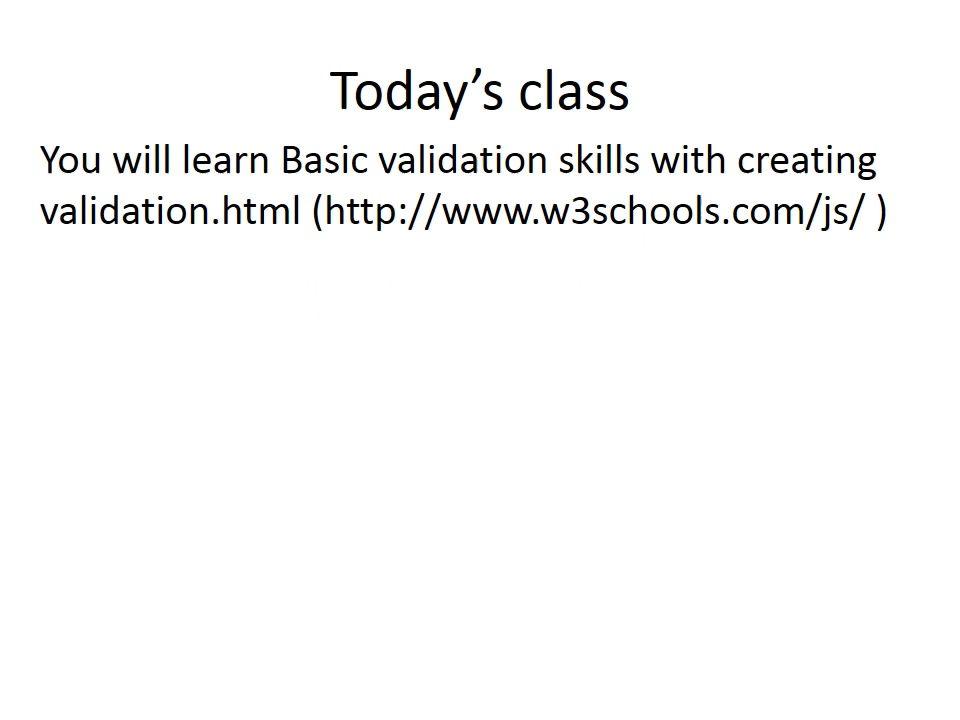 Today’s class
You will learn Basic validation skills with creating
validation.html (http://www.w3schools.com/js/ )